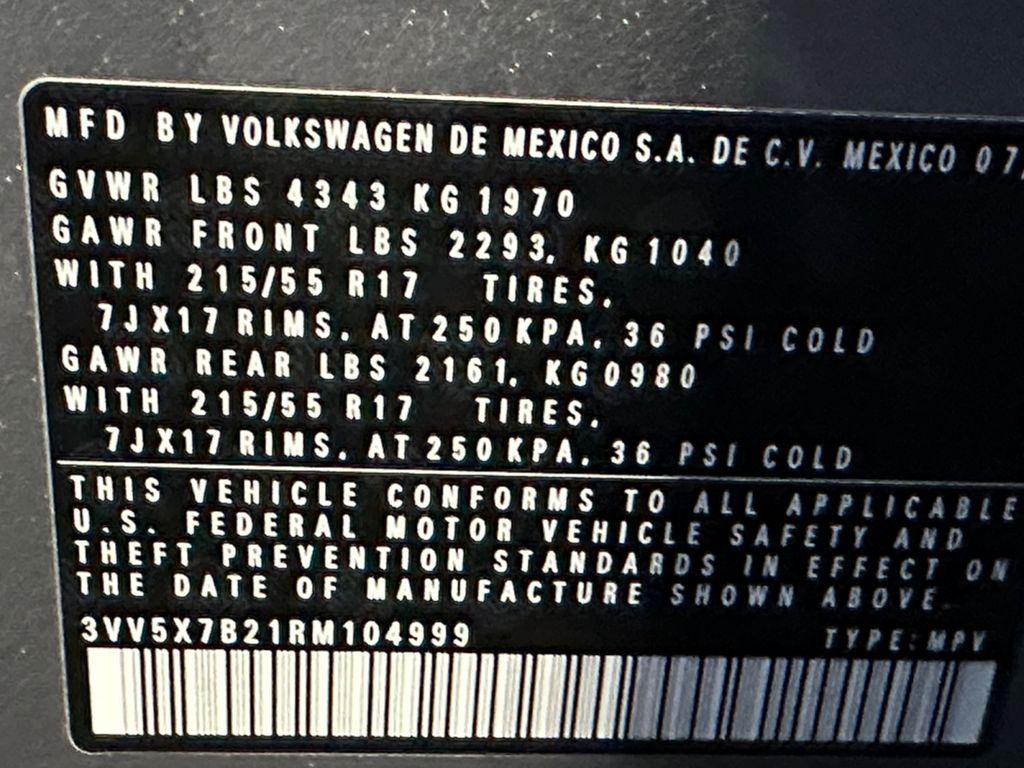 MFD BY VOLKSWAGEN DE MEXICO S.A. DE C.V. MEXICO 07
GVWR LBS 4343 KG 1970
GAWR FRONT LBS 2293, KG 1040
WITH 215/55 R17 TIRES,
7JX17 RIMS, AT 250 KPA, 36 PSI COLD
GAWR REAR LBS 2161, KG 0980
WITH 215/55 R17 TIRES,
7JX17 RIMS, AT 250 KPA, 36 PSI COLD
THIS VEHICLE CONFORMS TO ALL APPLICABLE
U.S. FEDERAL MOTOR VEHICLE SAFETY AND
THEFT PREVENTION STANDARDS IN EFFECT ON
THE DATE OF MANUFACTURE SHOWN ABOVE.
3VV5X7B21RM104999 TYPE: MPV